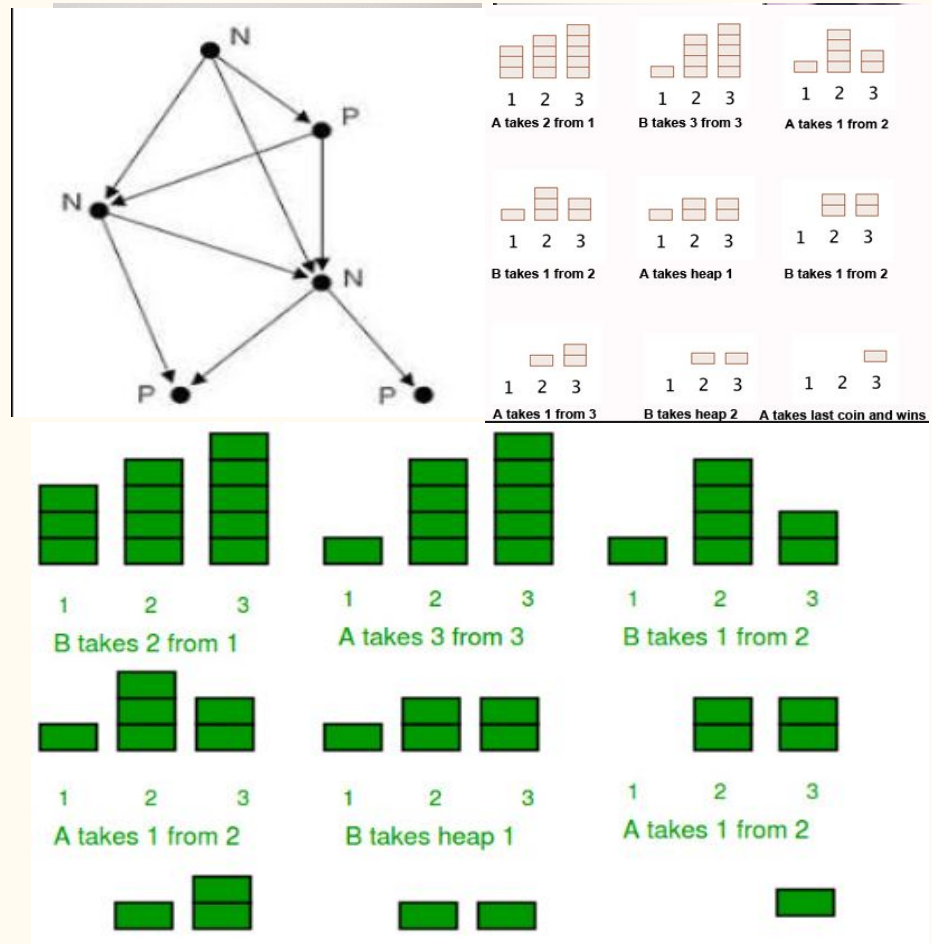 N
P
N
N
P
P
1 2 3
A takes 2 from 1
1 2 3
B takes 3 from 3
1 2 3
A takes 1 from 2
1 2 3
B takes 1 from 2
1 2 3
A takes heap 1
1 2 3
B takes 1 from 2
1 2 3
A takes 1 from 3
1 2 3
B takes heap 2
1 2 3
A takes last coin and wins
1 2 3
B takes 2 from 1
1 2 3
A takes 3 from 3
1 2 3
B takes 1 from 2
1 2 3
A takes 1 from 2
1 2 3
B takes heap 1
1 2 3
A takes 1 from 2